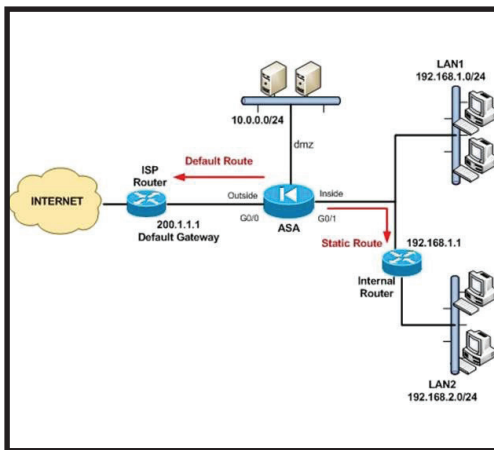 LAN1
192.168.1.0/24
10.0.0.0/24
dmz
Default Route
ISP
Router
INTERNET
Outside
Inside
200.1.1.1
Default Gateway
G0/0
ASA
G0/1
Static Route
192.168.1.1
Internal
Router
LAN2
192.168.2.0/24